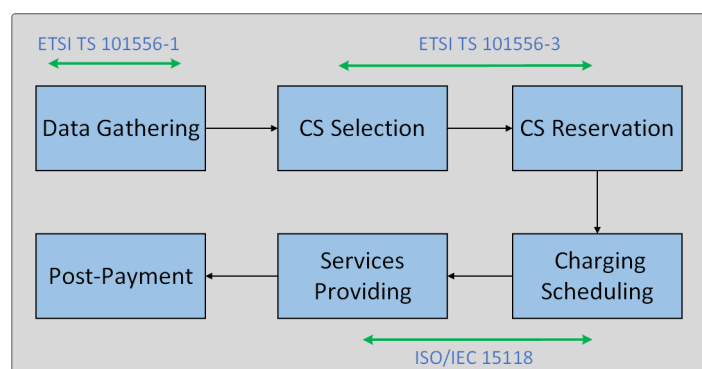 ETSI TS 101556-1
ETSI TS 101556-3
Data Gathering
CS Selection
CS Reservation
Post-Payment
Services
Providing
Charging
Scheduling
ISO/IEC 15118